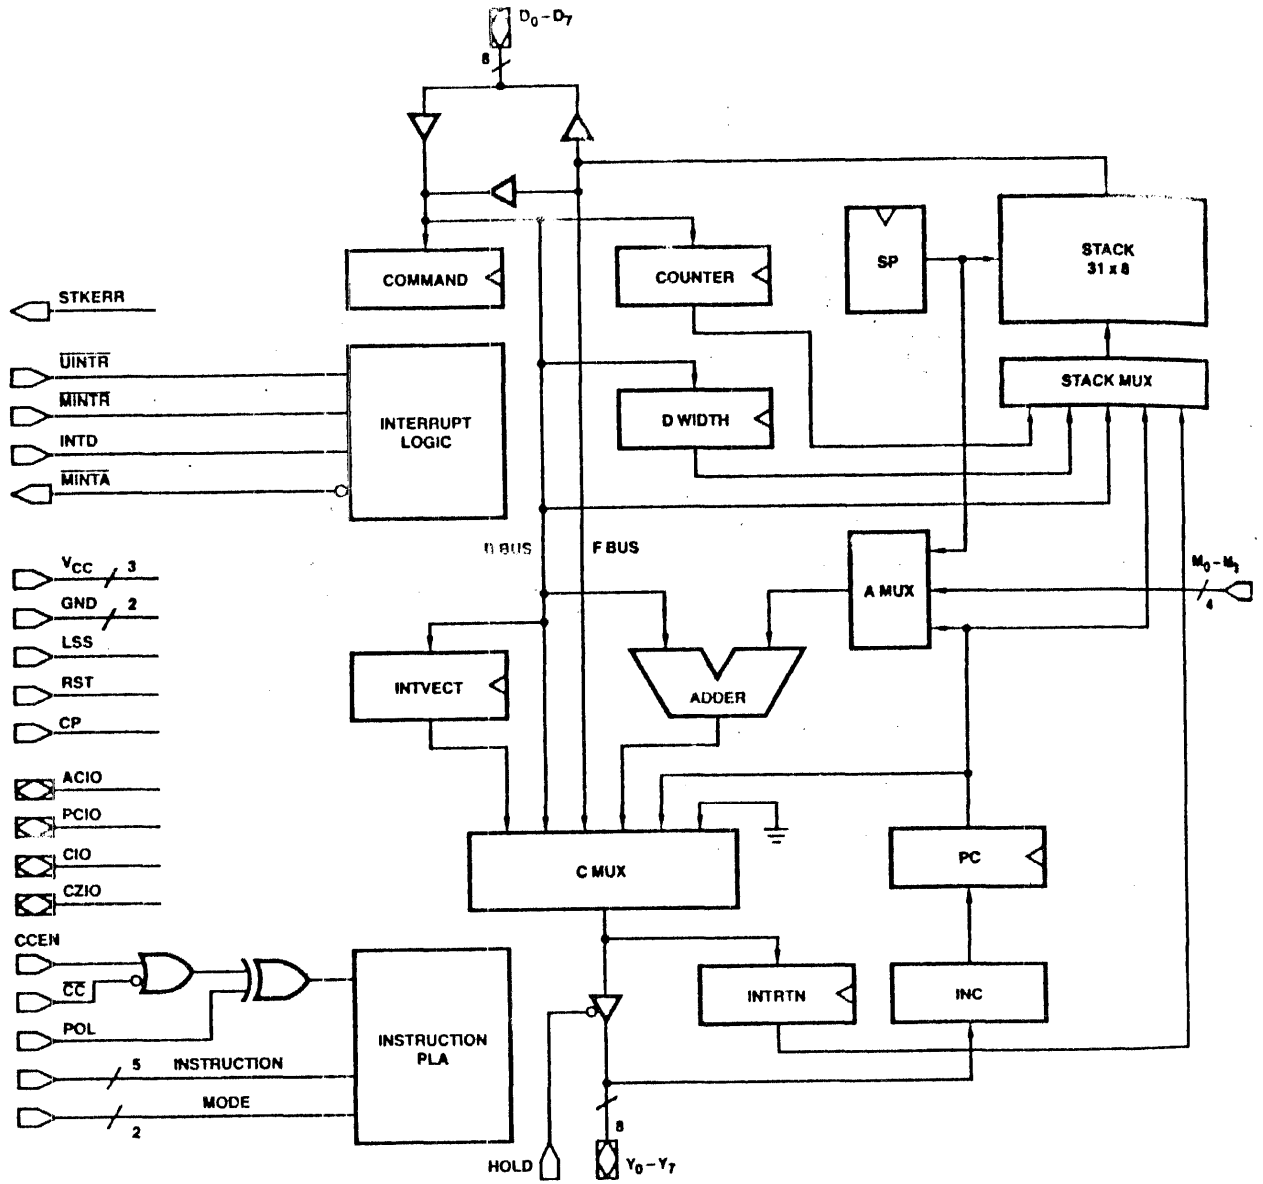 D0–D7
8
STACK
31 x 8
SP
COMMAND
COUNTER
STKERR
UINTR
MINTR
INTD
MINTA
INTERRUPT
LOGIC
STACK MUX
D WIDTH
D BUS
F BUS
VCC
3
GND
2
LSS
RST
CP
A MUX
4
INTVECT
ADDER
ACIO
PCIO
CIO
CZIO
C MUX
PC
CCEN
CC
POL
INSTRUCTION
5
MODE
2
INSTRUCTION
PLA
INTRTN
INC
8
HOLD
Y0–Y7